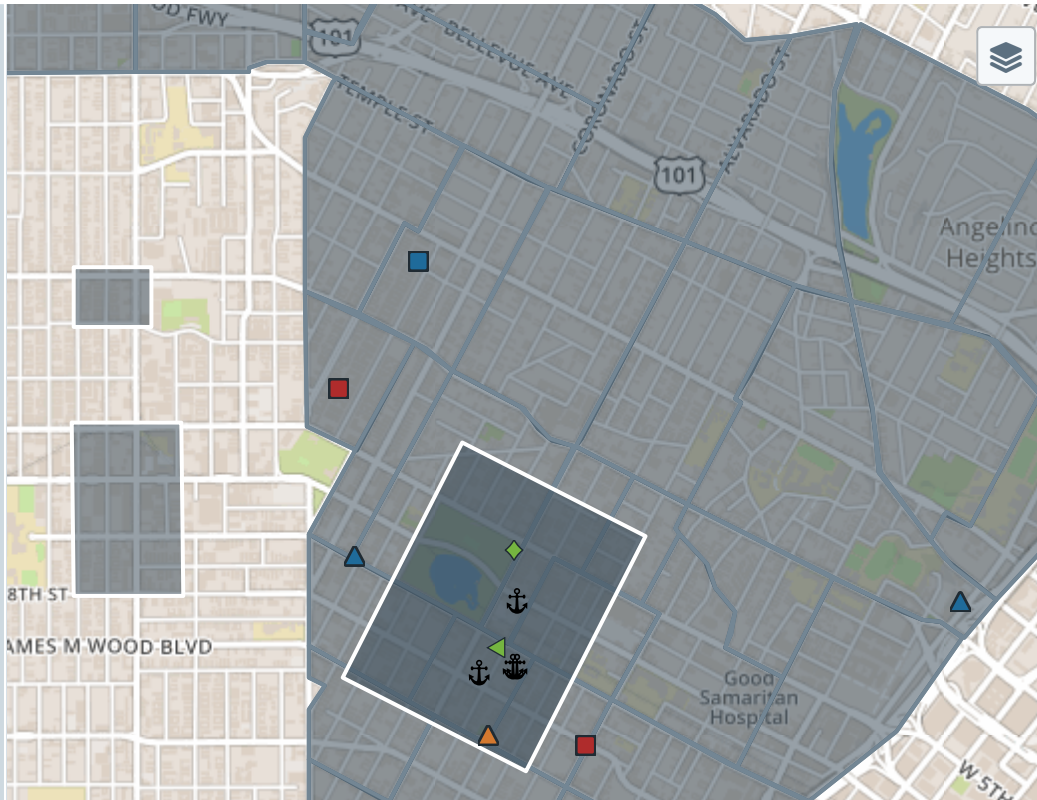 OD FWY
101
AVE
BELLEVUE AVE
CORONADO ST
ALVARADO ST
TEMPLE ST
101
Angelino
Heights
8TH ST
AMES M WOOD BLVD
Good
Samaritan
Hospital
W 5TH